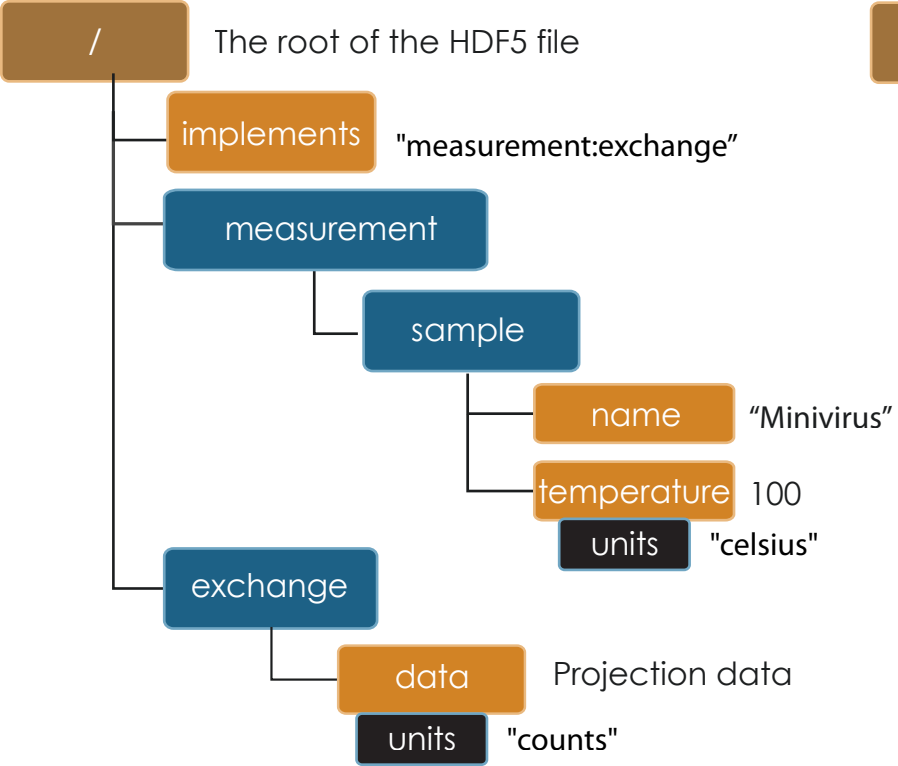 / The root of the HDF5 file
implements "measurement:exchange”
measurement
sample
name “Minivirus”
temperature 100
units "celsius"
exchange
data Projection data
units "counts"